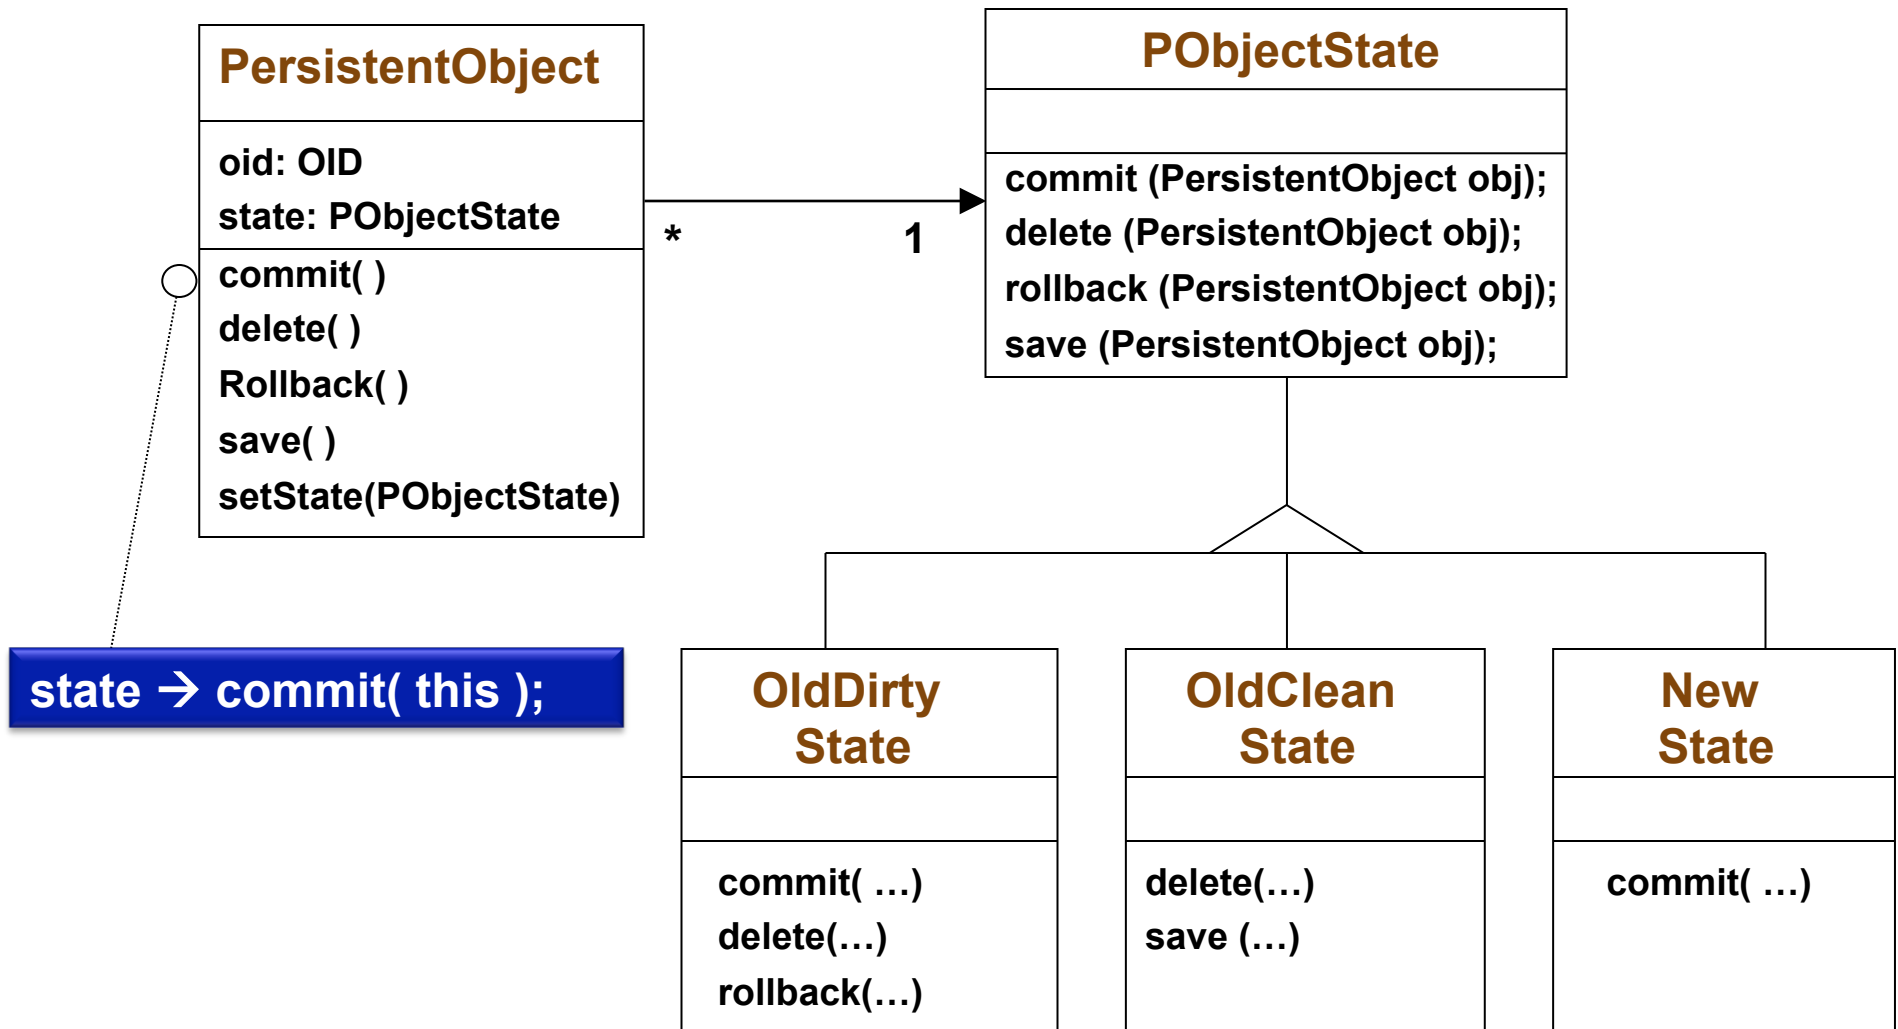 PersistentObject
oid: OID
state: PObjectState
commit( )
delete( )
Rollback( )
save( )
setState(PObjectState)
*
1
PObjectState
commit (PersistentObject obj);
delete (PersistentObject obj);
rollback (PersistentObject obj);
save (PersistentObject obj);
state → commit( this );
OldDirty
State
commit( …)
delete(…)
rollback(…)
OldClean
State
delete(…)
save (…)
New
State
commit( …)